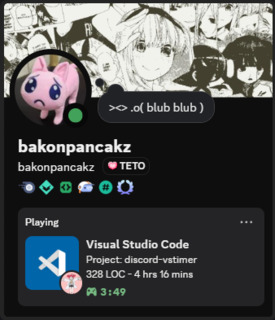 ><> .o( blub blub )
bakonpancakz
bakonpancakz TETO
Playing
Visual Studio Code
Project: discord-vstimer
328 LOC - 4 hrs 16 mins
3:49